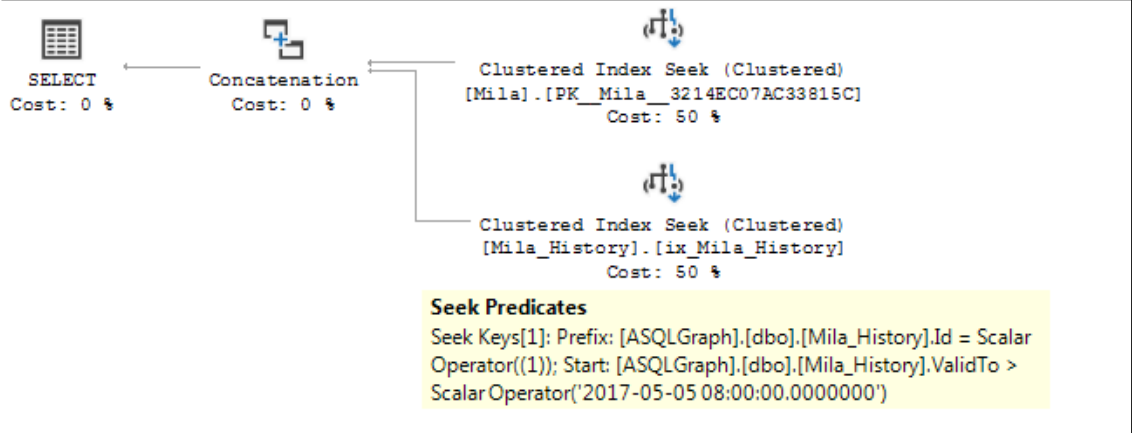 SELECT
Cost: 0 %
Concatenation
Cost: 0 %
Clustered Index Seek (Clustered)
[Mila].[PK__Mila__3214EC07AC33815C]
Cost: 50 %
Clustered Index Seek (Clustered)
[Mila_History].[ix_Mila_History]
Cost: 50 %
Seek Predicates
Seek Keys[1]: Prefix: [ASQLGraph].[dbo].[Mila_History].Id = Scalar
Operator((1)); Start: [ASQLGraph].[dbo].[Mila_History].ValidTo >
Scalar Operator('2017-05-05 08:00:00.0000000')